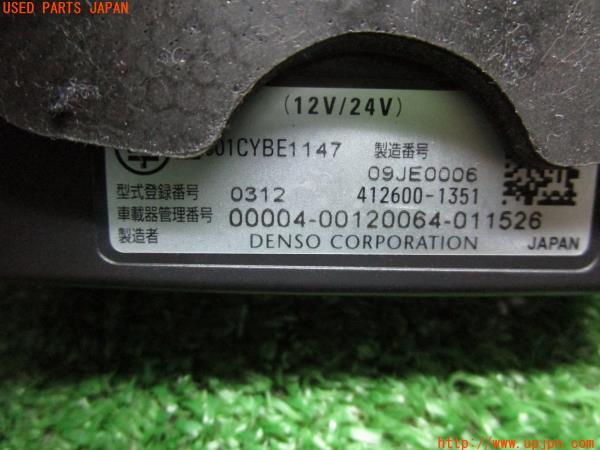 USED PARTS JAPAN
(12V/24V)
01CYBE1147 製造番号
09JE0006
型式登録番号 0312 412600-1351
車載器管理番号 00004-00120064-011526
製造者 DENSO CORPORATION JAPAN
http://www.upjpn.com